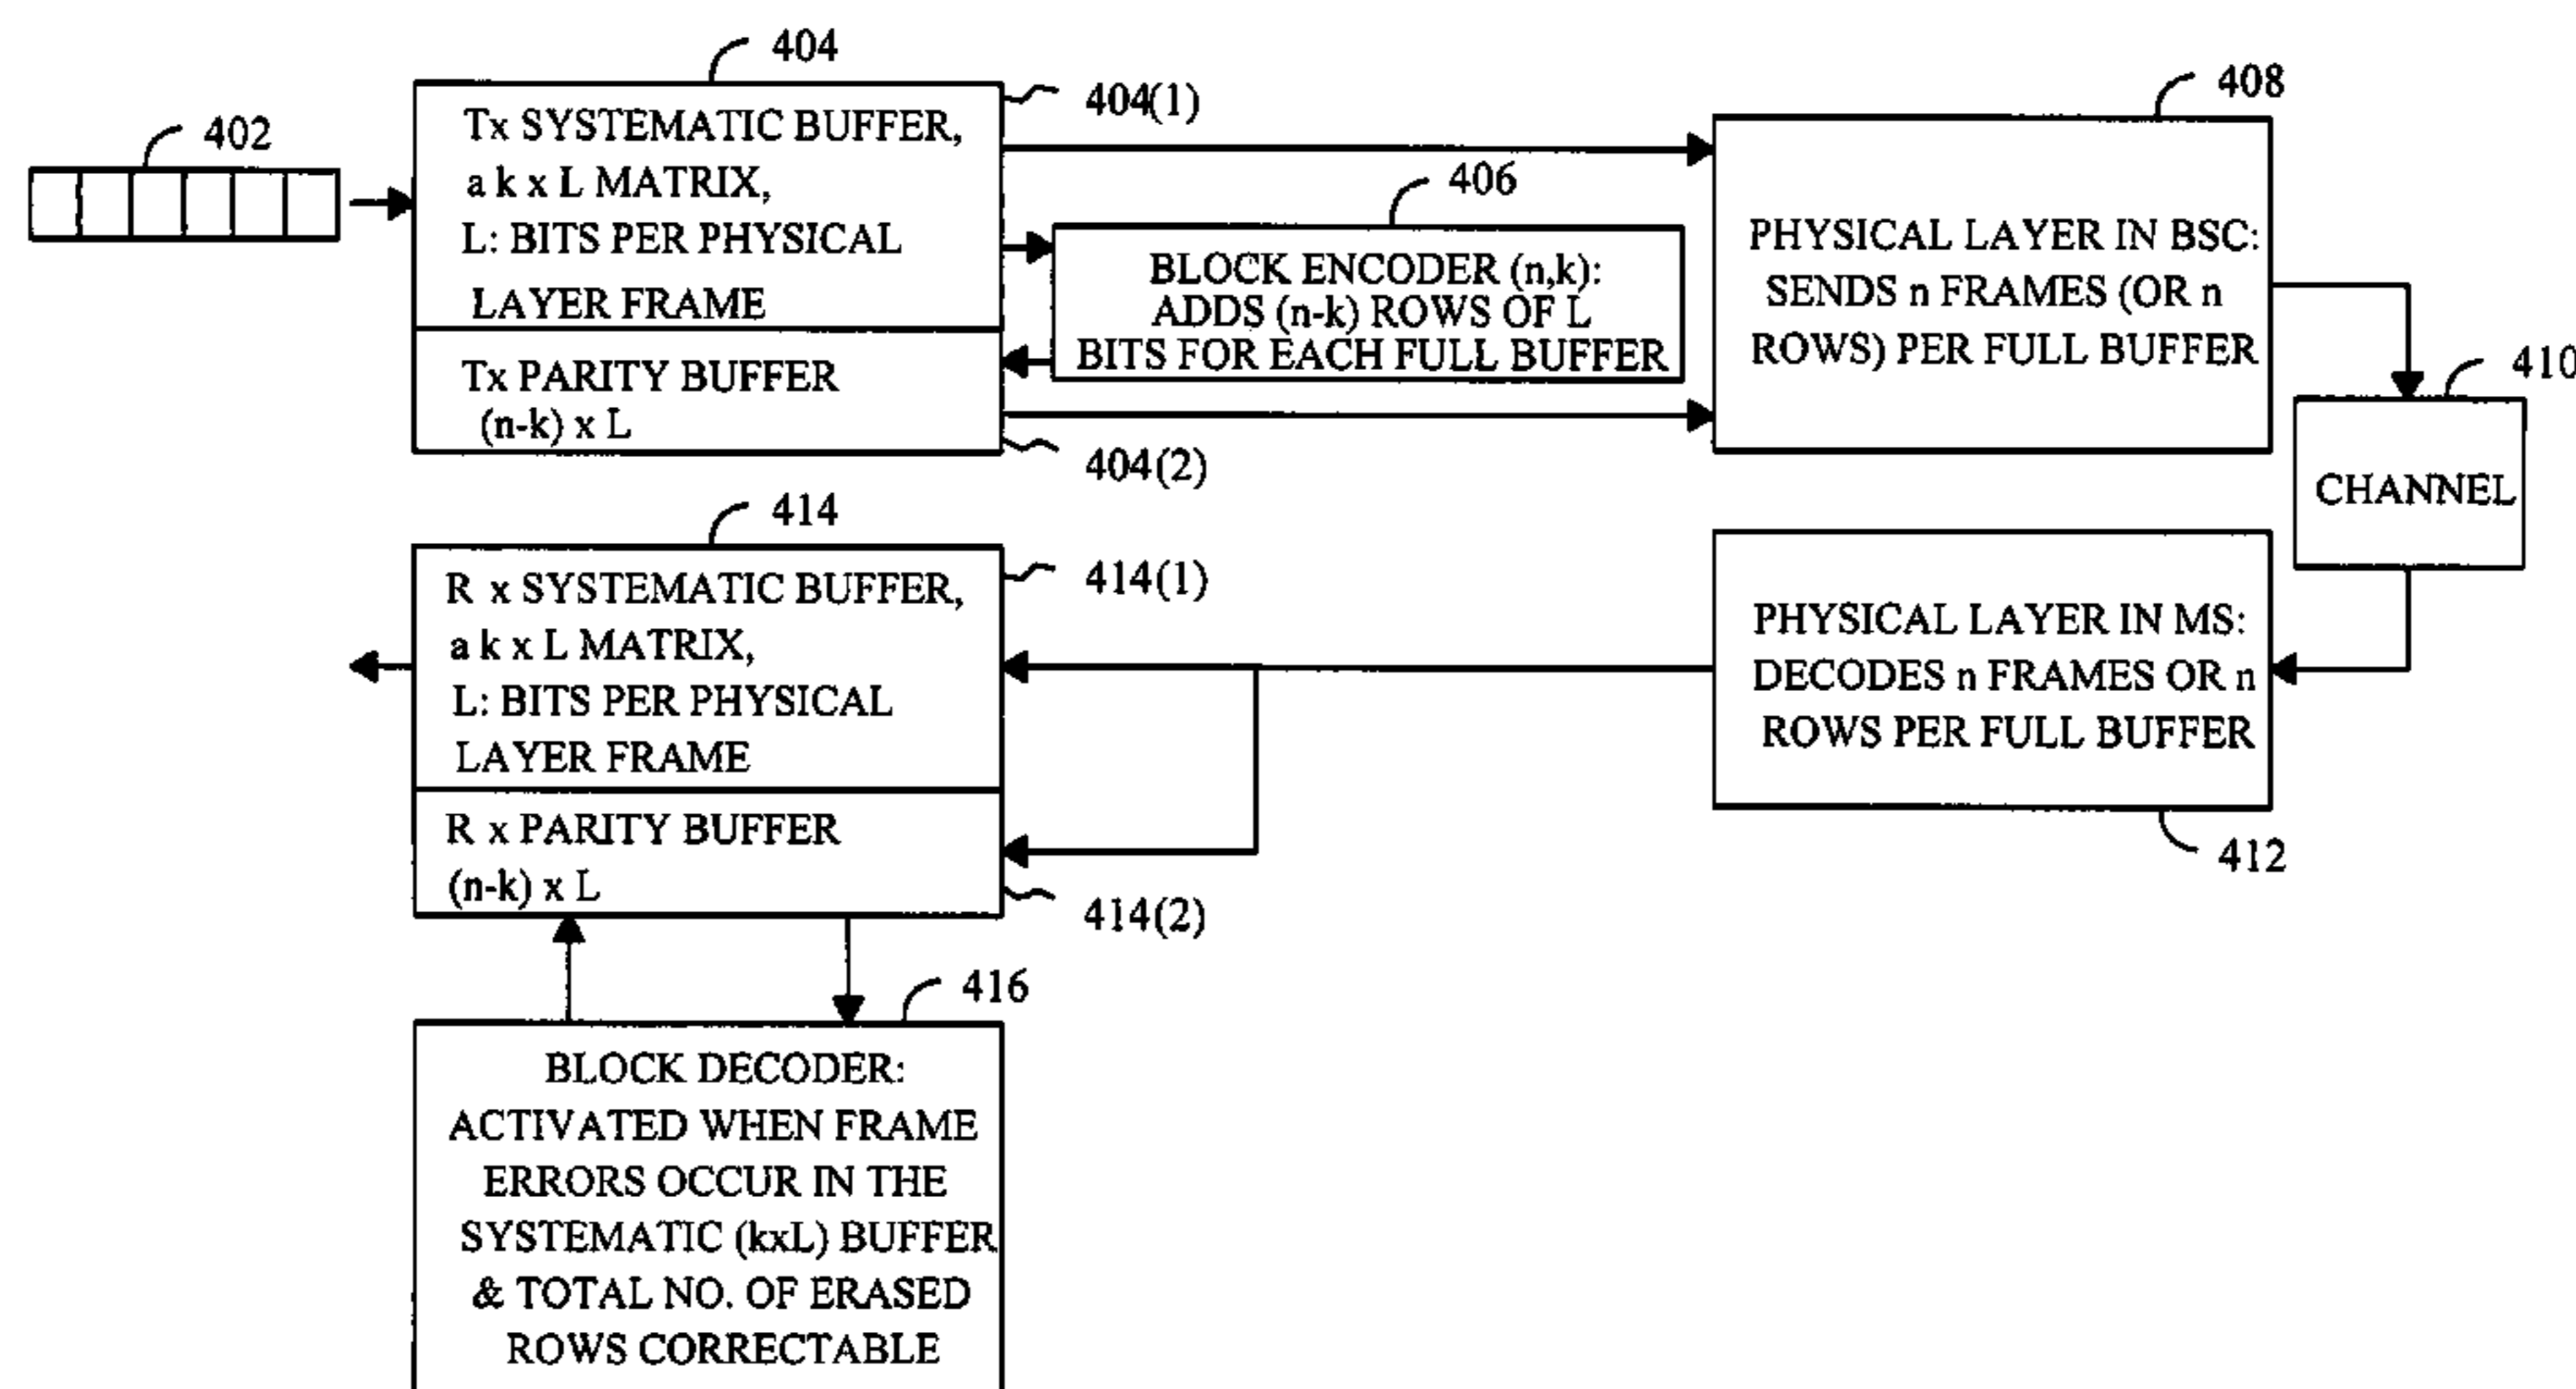 404
404(1)
408
402
Tx SYSTEMATIC BUFFER,
a k x L MATRIX,
L: BITS PER PHYSICAL
LAYER FRAME
406
BLOCK ENCODER (n,k):
ADDS (n-k) ROWS OF L
BITS FOR EACH FULL BUFFER
PHYSICAL LAYER IN BSC:
SENDS n FRAMES (OR n
ROWS) PER FULL BUFFER
Tx PARITY BUFFER
(n-k) x L
404(2)
410
CHANNEL
414
414(1)
R x SYSTEMATIC BUFFER,
a k x L MATRIX,
L: BITS PER PHYSICAL
LAYER FRAME
PHYSICAL LAYER IN MS:
DECODES n FRAMES OR n
ROWS PER FULL BUFFER
412
R x PARITY BUFFER
(n-k) x L
414(2)
416
BLOCK DECODER:
ACTIVATED WHEN FRAME
ERRORS OCCUR IN THE
SYSTEMATIC (kxL) BUFFER
& TOTAL NO. OF ERASED
ROWS CORRECTABLE